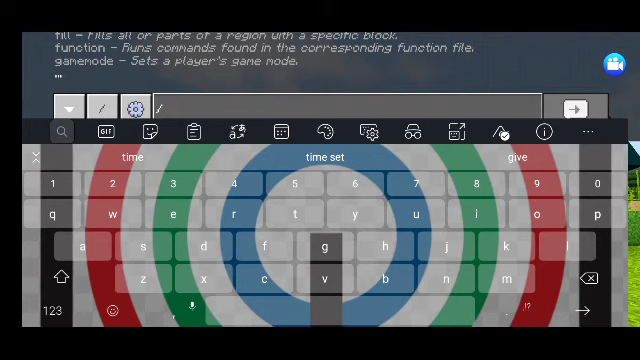 fill – Fills all or parts of a region with a specific block.
function – Runs commands found in the corresponding function file.
gamemode – Sets a player's game mode.
...
/ /
GIF
time time set give
1 2 3 4 5 6 7 8 9 0
q w e r t y u i o p
a s d f g h j k l
z x c v b n m
123 , . ,!?